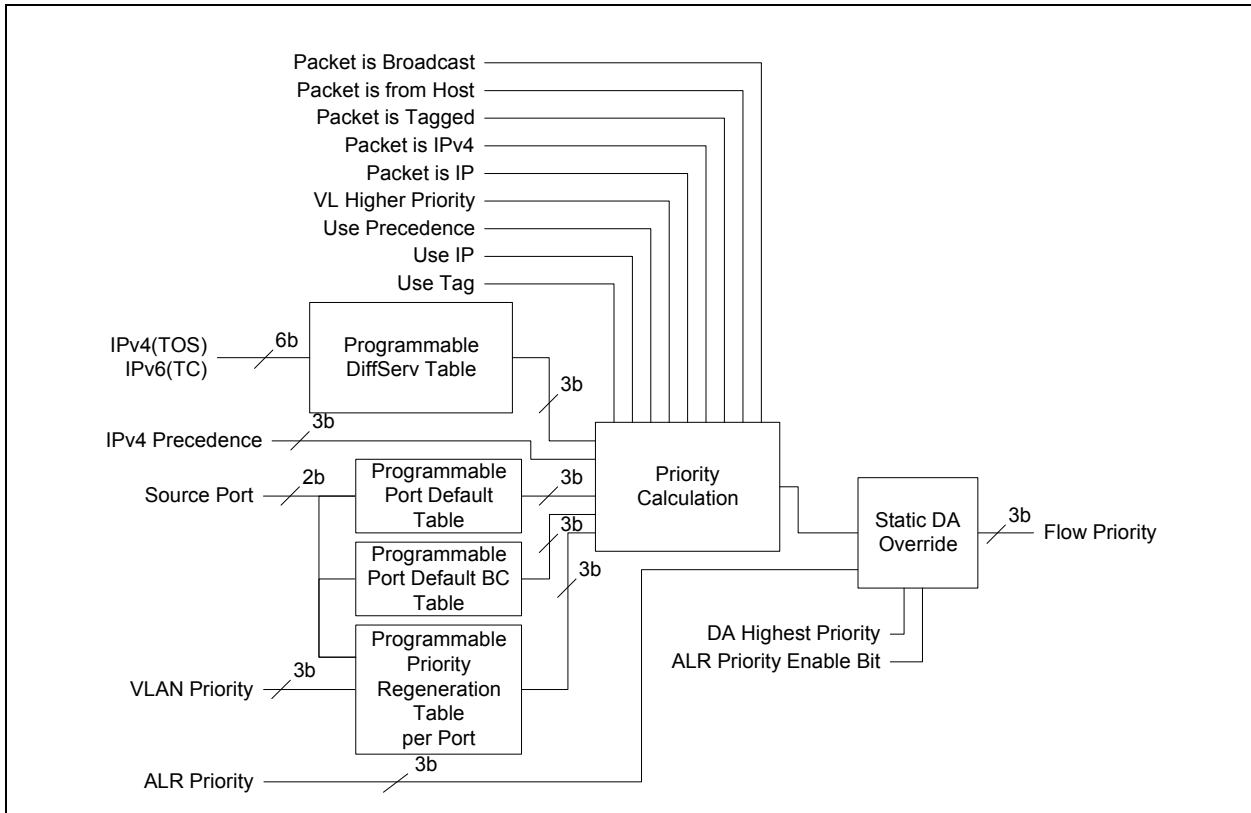 Packet is Broadcast
Packet is from Host
Packet is Tagged
Packet is IPv4
Packet is IP
VL Higher Priority
Use Precedence
Use IP
Use Tag
IPv4(TOS)
IPv6(TC)
6b
Programmable
DiffServ Table
3b
IPv4 Precedence
3b
Source Port
2b
Programmable
Port Default
Table
3b
Programmable
Port Default BC
Table
3b
VLAN Priority
3b
Programmable
Priority
Regeneration
Table
per Port
3b
ALR Priority
3b
Priority
Calculation
Static DA
Override
3b
Flow Priority
DA Highest Priority
ALR Priority Enable Bit